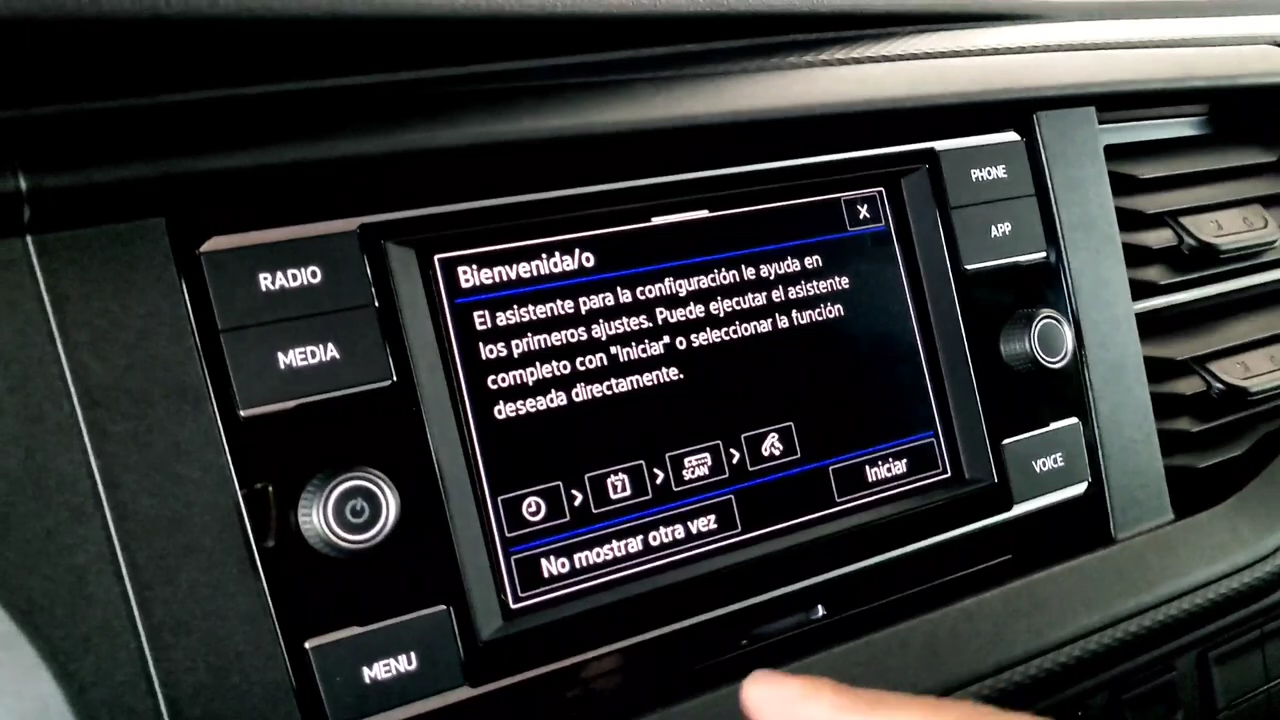 RADIO
MEDIA
MENU
Bienvenida/o
X
El asistente para la configuración le ayuda en
los primeros ajustes. Puede ejecutar el asistente
completo con "Iniciar" o seleccionar la función
deseada directamente.
7
SCAN
Iniciar
No mostrar otra vez
PHONE
APP
VOICE